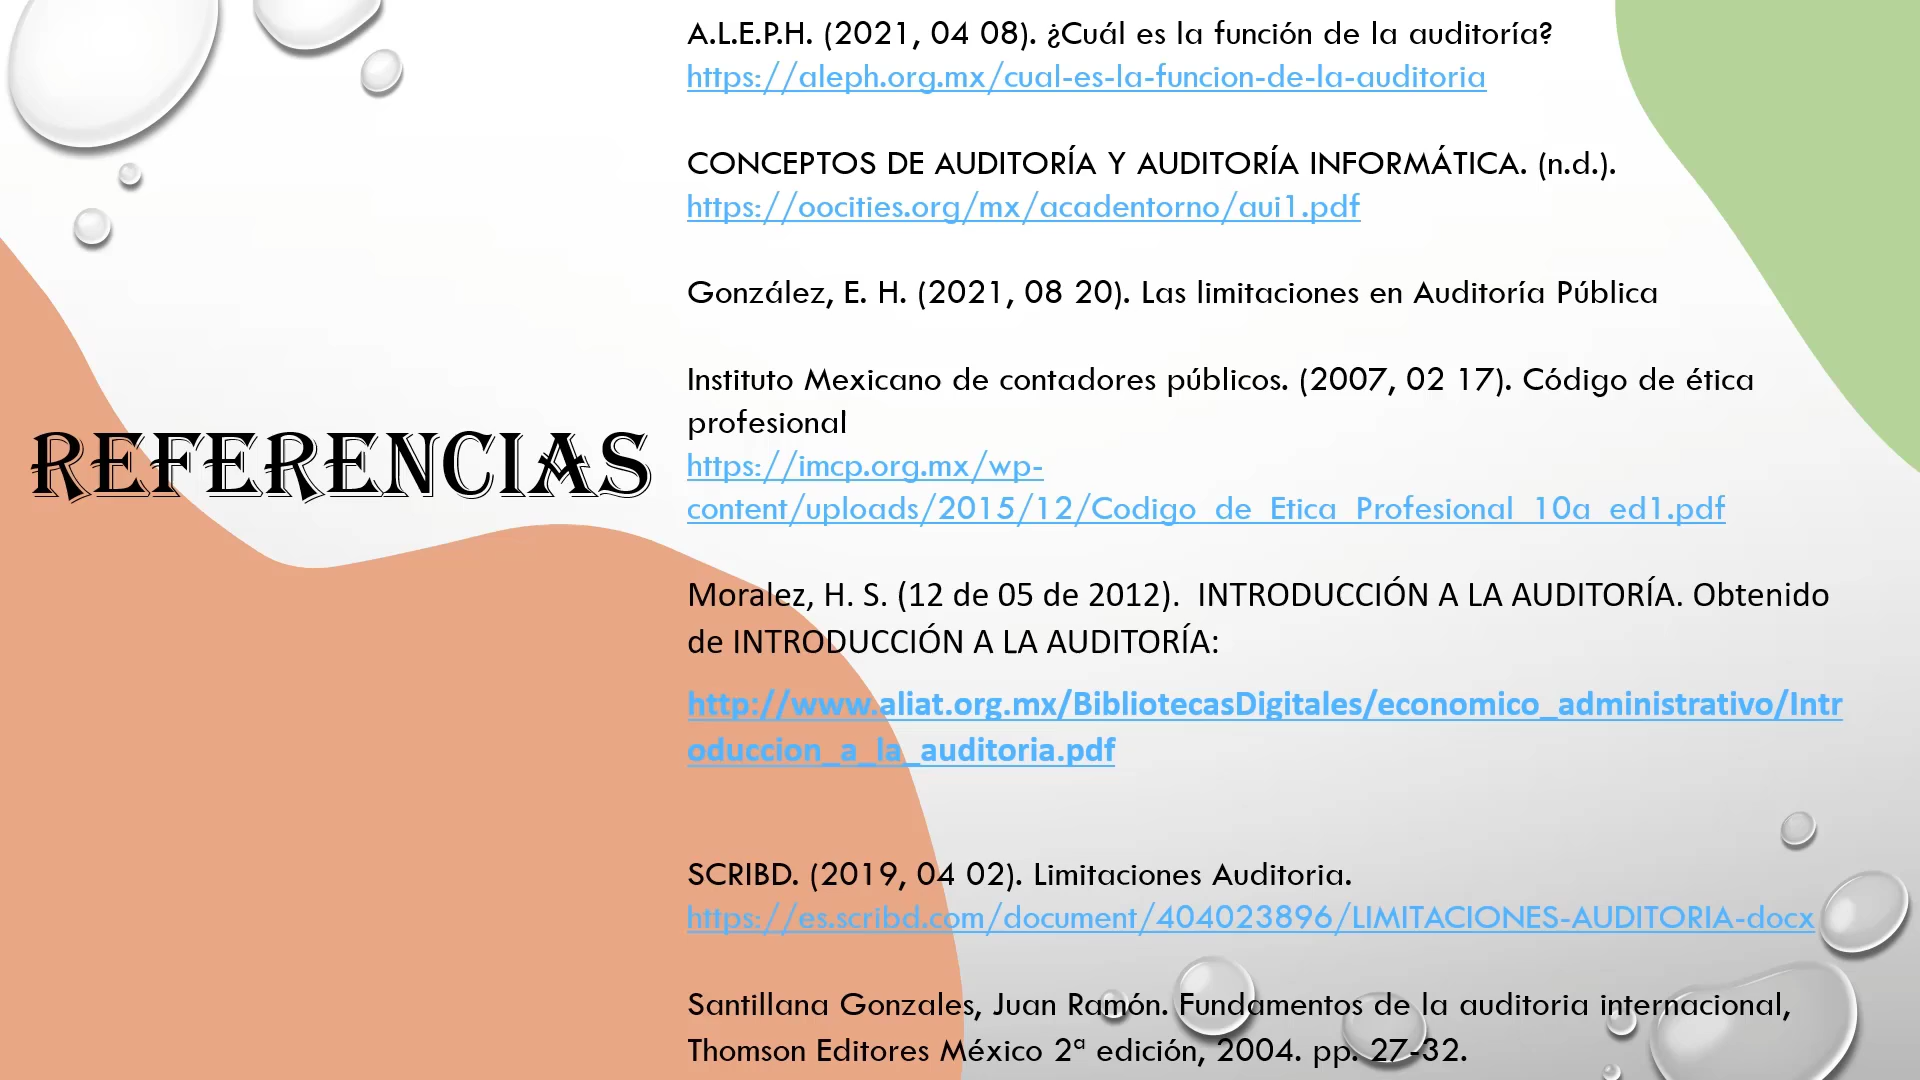 REFERENCIAS
A.L.E.P.H. (2021, 04 08). ¿Cuál es la función de la auditoría?
https://aleph.org.mx/cual-es-la-funcion-de-la-auditoria
CONCEPTOS DE AUDITORÍA Y AUDITORÍA INFORMÁTICA. (n.d.).
https://oocities.org/mx/acadentorno/aui1.pdf
González, E. H. (2021, 08 20). Las limitaciones en Auditoría Pública
Instituto Mexicano de contadores públicos. (2007, 02 17). Código de ética
profesional
https://imcp.org.mx/wp-
content/uploads/2015/12/Codigo_de_Etica_Profesional_10a_ed1.pdf
Moralez, H. S. (12 de 05 de 2012).  INTRODUCCIÓN A LA AUDITORÍA. Obtenido
de INTRODUCCIÓN A LA AUDITORÍA:
http://www.aliat.org.mx/BibliotecasDigitales/economico_administrativo/Intr
oduccion_a_la_auditoria.pdf
SCRIBD. (2019, 04 02). Limitaciones Auditoria.
https://es.scribd.com/document/404023896/LIMITACIONES-AUDITORIA-docx
Santillana Gonzales, Juan Ramón. Fundamentos de la auditoria internacional,
Thomson Editores México 2ª edición, 2004. pp. 27-32.